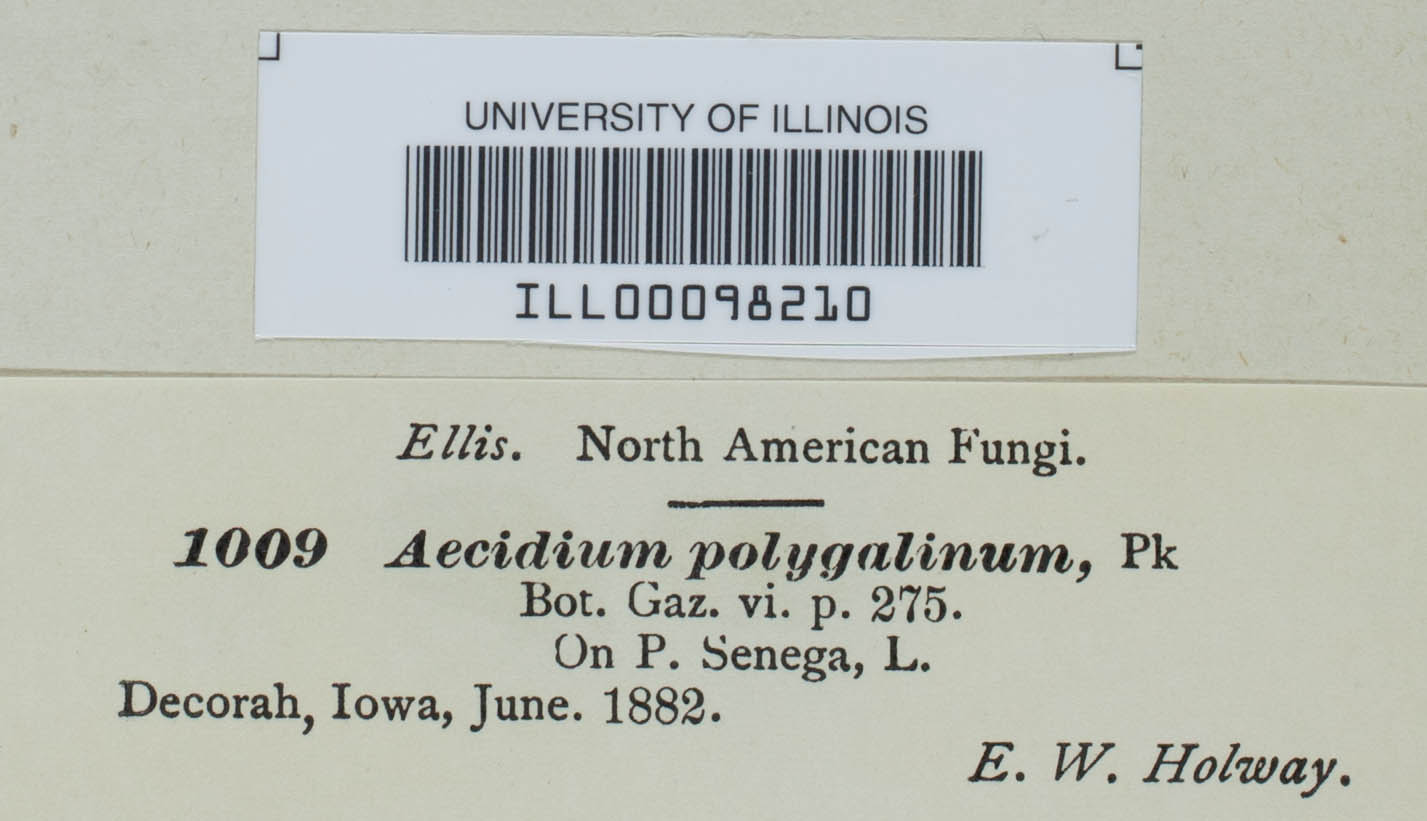 UNIVERSITY OF ILLINOIS
ILL00098210
Ellis. North American Fungi.
1009 Aecidium polygalinum, Pk
Bot. Gaz. vi. p. 275.
On P. Senega, L.
Decorah, Iowa, June. 1882.
E. W. Holway.